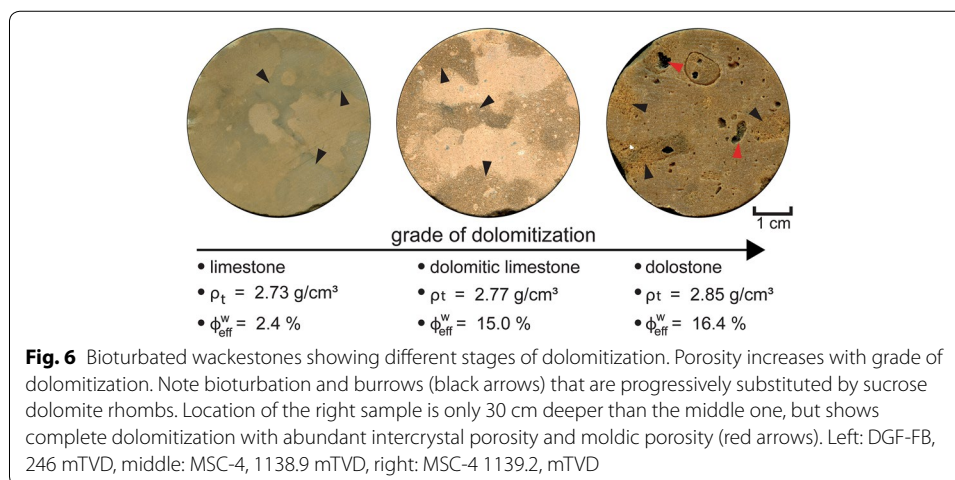 1 cm
grade of dolomitization
• limestone
• ρt = 2.73 g/cm³
• ϕʷeff = 2.4 %
• dolomitic limestone
• ρt = 2.77 g/cm³
• ϕʷeff = 15.0 %
• dolostone
• ρt = 2.85 g/cm³
• ϕʷeff = 16.4 %
Fig. 6 Bioturbated wackestones showing different stages of dolomitization. Porosity increases with grade of
dolomitization. Note bioturbation and burrows (black arrows) that are progressively substituted by sucrose
dolomite rhombs. Location of the right sample is only 30 cm deeper than the middle one, but shows
complete dolomitization with abundant intercrystal porosity and moldic porosity (red arrows). Left: DGF-FB,
246 mTVD, middle: MSC-4, 1138.9 mTVD, right: MSC-4 1139.2, mTVD